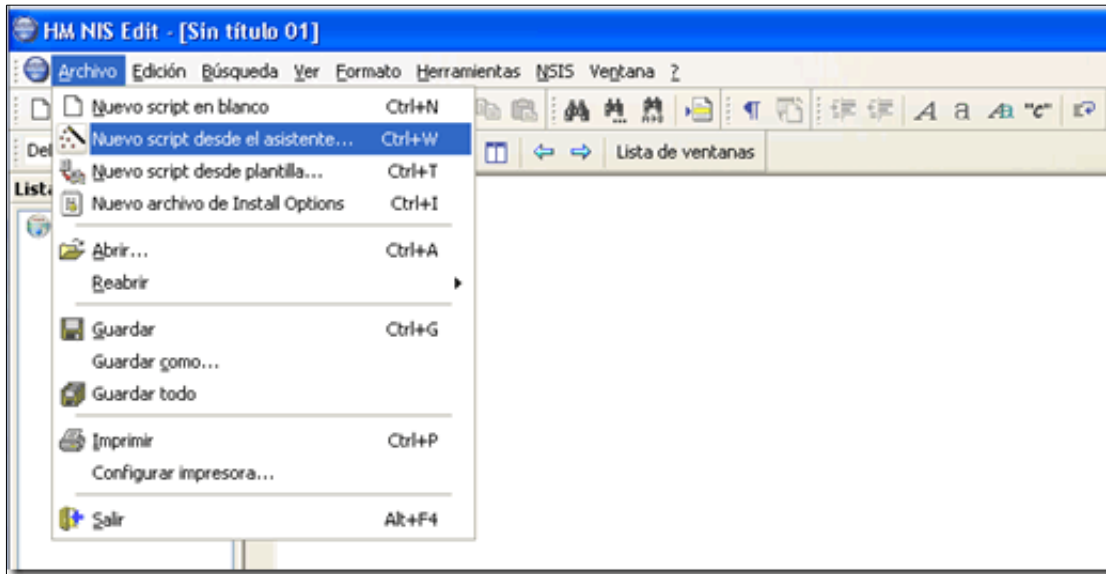 HM NIS Edit - [Sin título 01]
Archivo Edición Búsqueda Ver Formato Herramientas NSIS Ventana ?
Nuevo script en blanco Ctrl+N
A a Aa "c"
Nuevo script desde el asistente... Ctrl+W
Lista de ventanas
Nuevo script desde plantilla... Ctrl+T
Nuevo archivo de Install Options Ctrl+I
Abrir... Ctrl+A
Reabrir
Guardar Ctrl+G
Guardar como...
Guardar todo
Imprimir Ctrl+P
Configurar impresora...
Salir Alt+F4